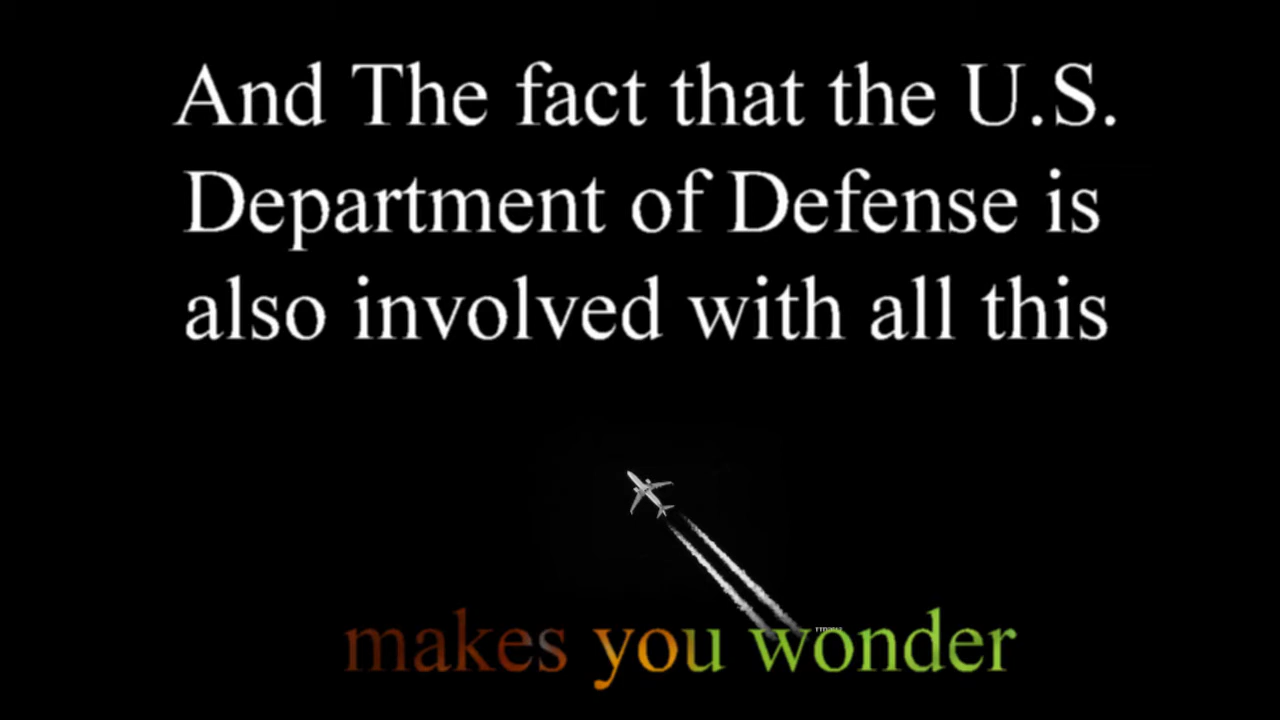 And The fact that the U.S.
Department of Defense is
also involved with all this
makes you wonder